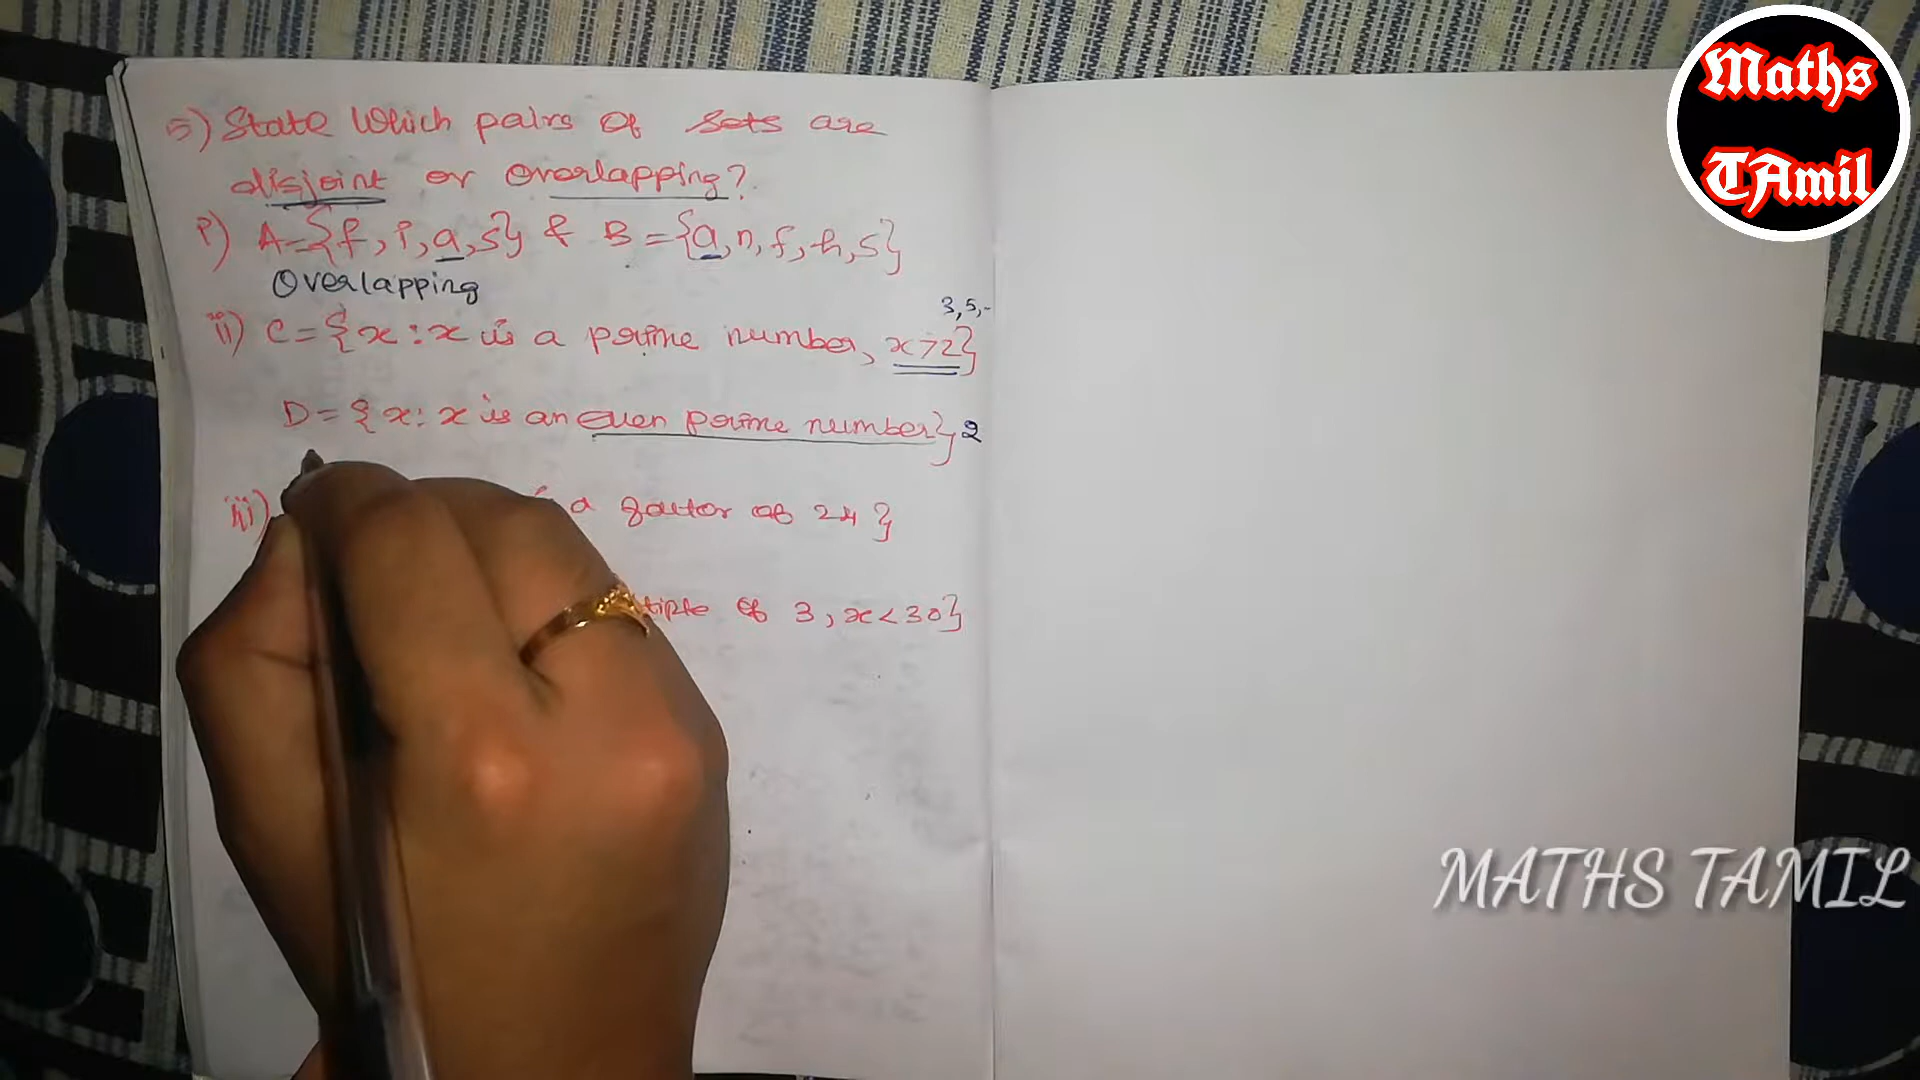 5) State Which pairs of sets are
disjoint or overlapping?
i) A={f, i, a, s} & B={a, n, f, h, s}
Overlapping
3, 5, -
ii) C={x : x is a prime number, x>2}
D={x: x is an even prime number} 2
iii) a factor of 24}
of 3, x<30}
Maths
TAmil
MATHS TAMIL